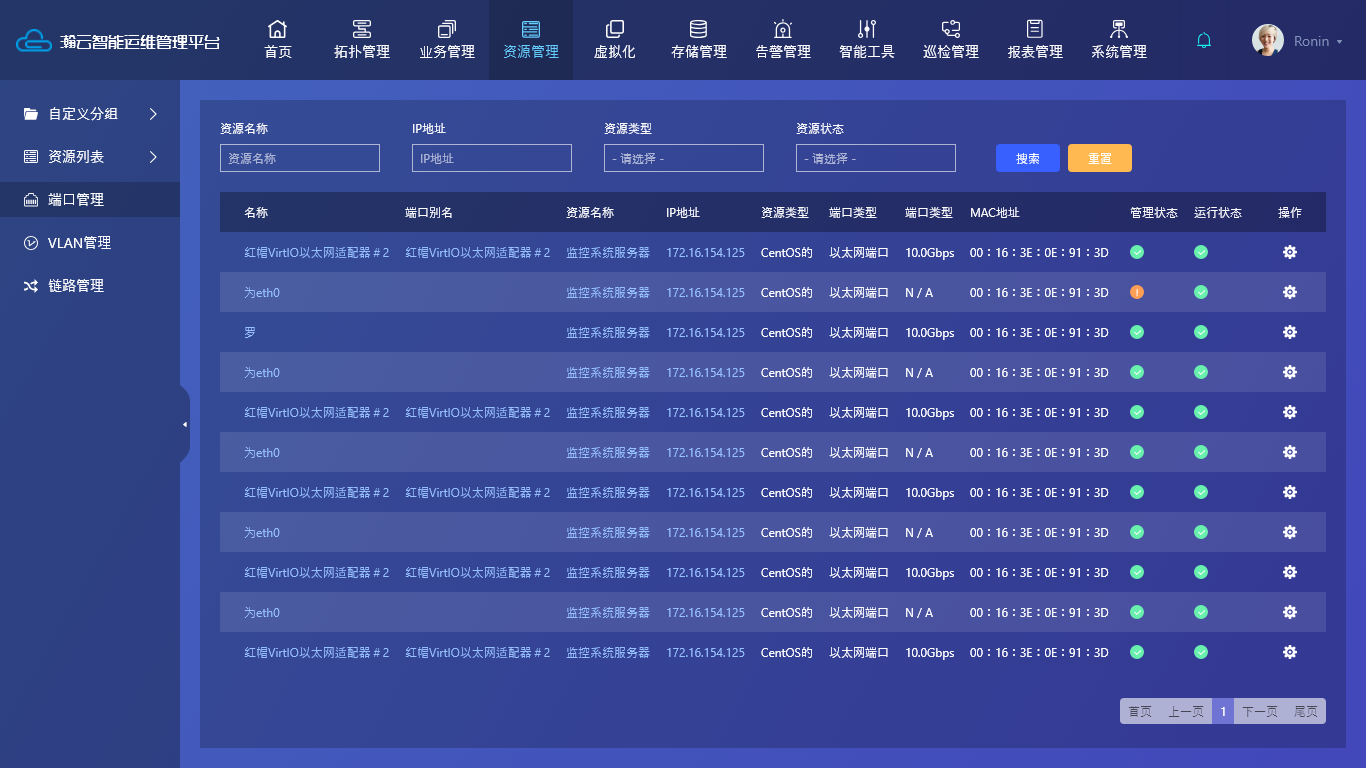 瀚云智能运维管理平台 首页 拓扑管理 业务管理 资源管理 虚拟化 存储管理 告警管理 智能工具 巡检管理 报表管理 系统管理 Ronin
自定义分组
资源列表
端口管理
VLAN管理
链路管理
资源名称 IP地址 资源类型 资源状态
资源名称 IP地址 - 请选择 - - 请选择 - 搜索 重置
名称 端口别名 资源名称 IP地址 资源类型 端口类型 端口类型 MAC地址 管理状态 运行状态 操作
红帽VirtIO以太网适配器＃2 红帽VirtIO以太网适配器＃2 监控系统服务器 172.16.154.125 CentOS的 以太网端口 10.0Gbps 00：16：3E：0E：91：3D
为eth0 监控系统服务器 172.16.154.125 CentOS的 以太网端口 N / A 00：16：3E：0E：91：3D
罗 监控系统服务器 172.16.154.125 CentOS的 以太网端口 10.0Gbps 00：16：3E：0E：91：3D
为eth0 监控系统服务器 172.16.154.125 CentOS的 以太网端口 N / A 00：16：3E：0E：91：3D
红帽VirtIO以太网适配器＃2 红帽VirtIO以太网适配器＃2 监控系统服务器 172.16.154.125 CentOS的 以太网端口 10.0Gbps 00：16：3E：0E：91：3D
为eth0 监控系统服务器 172.16.154.125 CentOS的 以太网端口 N / A 00：16：3E：0E：91：3D
红帽VirtIO以太网适配器＃2 红帽VirtIO以太网适配器＃2 监控系统服务器 172.16.154.125 CentOS的 以太网端口 10.0Gbps 00：16：3E：0E：91：3D
为eth0 监控系统服务器 172.16.154.125 CentOS的 以太网端口 N / A 00：16：3E：0E：91：3D
红帽VirtIO以太网适配器＃2 红帽VirtIO以太网适配器＃2 监控系统服务器 172.16.154.125 CentOS的 以太网端口 10.0Gbps 00：16：3E：0E：91：3D
为eth0 监控系统服务器 172.16.154.125 CentOS的 以太网端口 N / A 00：16：3E：0E：91：3D
红帽VirtIO以太网适配器＃2 红帽VirtIO以太网适配器＃2 监控系统服务器 172.16.154.125 CentOS的 以太网端口 10.0Gbps 00：16：3E：0E：91：3D
首页 上一页 1 下一页 尾页